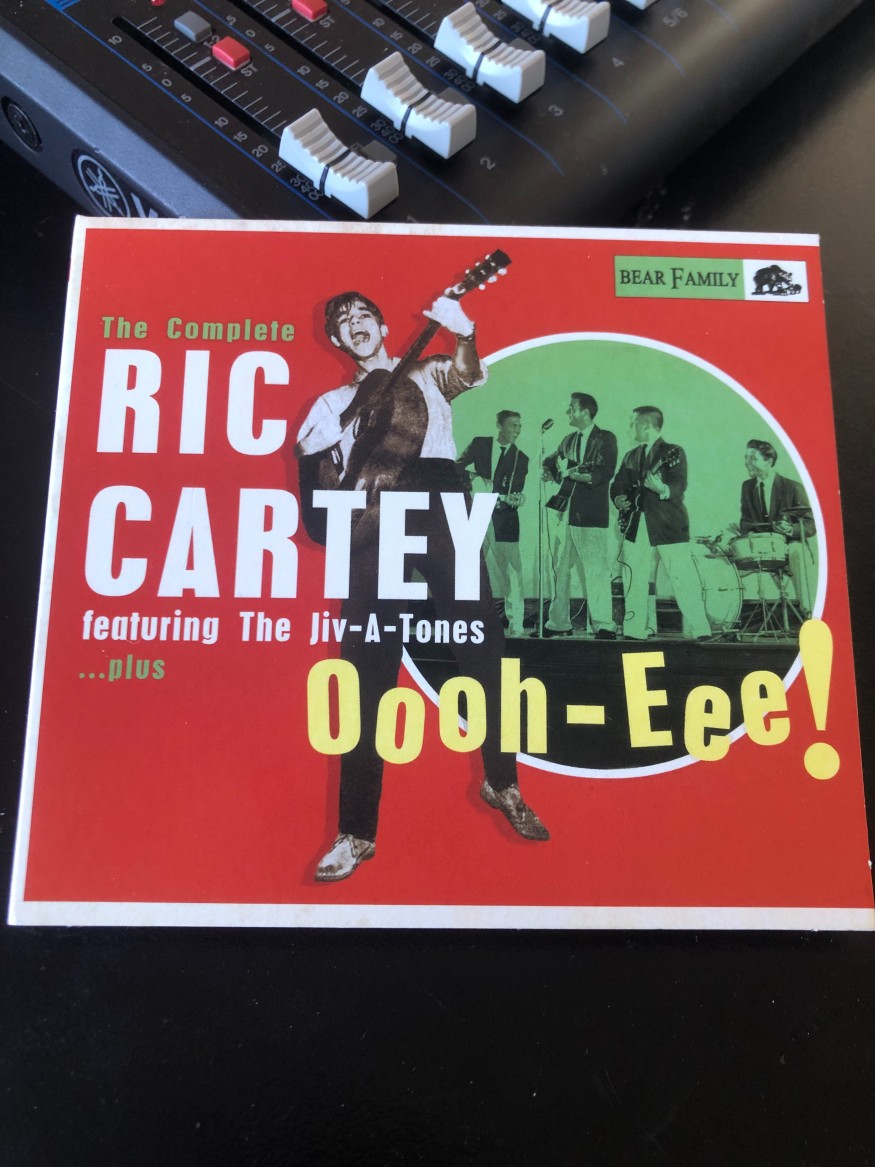 BEAR FAMILY
The Complete
RIC
CARTEY
featuring The Jiv-A-Tones
...plus
Oooh-Eee!